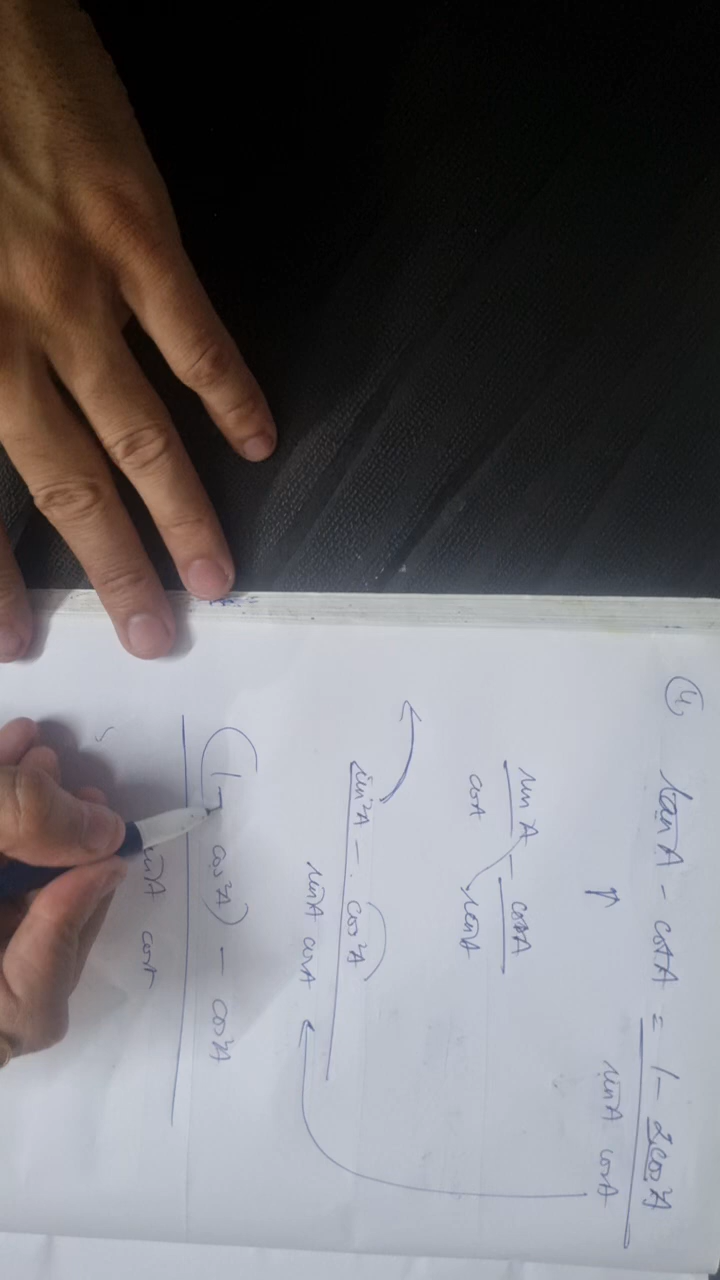 ④ tanA - cotA = 1 - 2cos²A / sinA cosA
sinA / cosA - cosA / sinA
sin²A - cos²A / sinA cosA
(1 - cos²A) - cos²A / sinA cosA